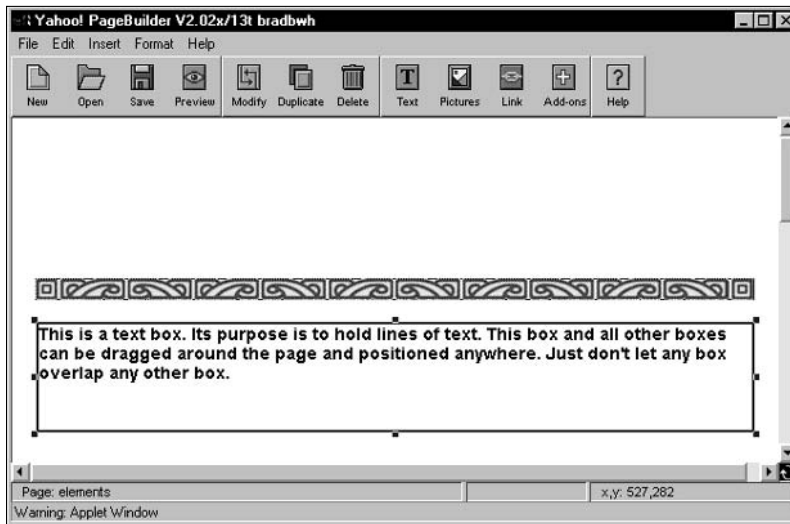 Yahoo! PageBuilder V2.02x/13t bradbwh
File Edit Insert Format Help
New Open Save Preview Modify Duplicate Delete Text Pictures Link Add-ons Help
This is a text box. Its purpose is to hold lines of text. This box and all other boxes
can be dragged around the page and positioned anywhere. Just don't let any box
overlap any other box.
Page: elements x,y: 527,282
Warning: Applet Window